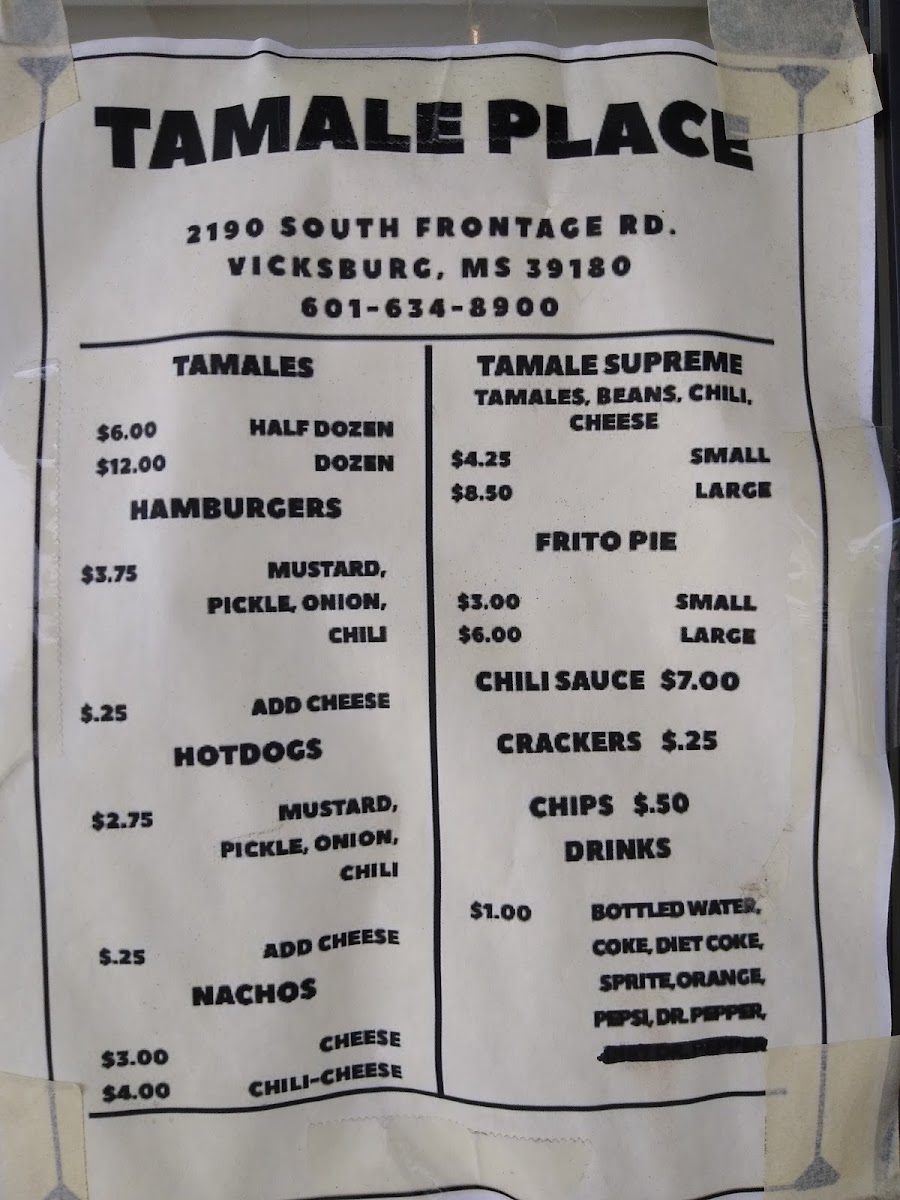 TAMALE PLACE
2190 SOUTH FRONTAGE RD.
VICKSBURG, MS 39180
601-634-8900
TAMALES
$6.00 HALF DOZEN
$12.00 DOZEN
HAMBURGERS
$3.75 MUSTARD,
PICKLE, ONION,
CHILI
$.25 ADD CHEESE
HOTDOGS
$2.75 MUSTARD,
PICKLE, ONION,
CHILI
$.25 ADD CHEESE
NACHOS
$3.00 CHEESE
$4.00 CHILI-CHEESE
TAMALE SUPREME
TAMALES, BEANS, CHILI,
CHEESE
$4.25 SMALL
$8.50 LARGE
FRITO PIE
$3.00 SMALL
$6.00 LARGE
CHILI SAUCE $7.00
CRACKERS $.25
CHIPS $.50
DRINKS
$1.00 BOTTLED WATER,
COKE, DIET COKE,
SPRITE,ORANGE,
PEPSI, DR. PEPPER,